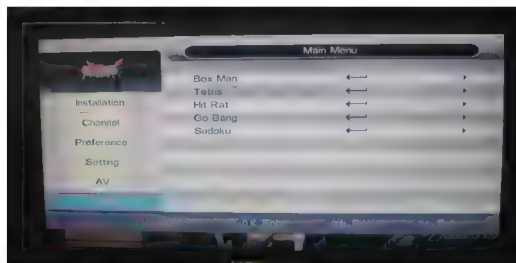 Main Menu
Installation
Channel
Preference
Setting
AV
Box Man
Tetris
Hit Rat
Go Bang
Sudoku